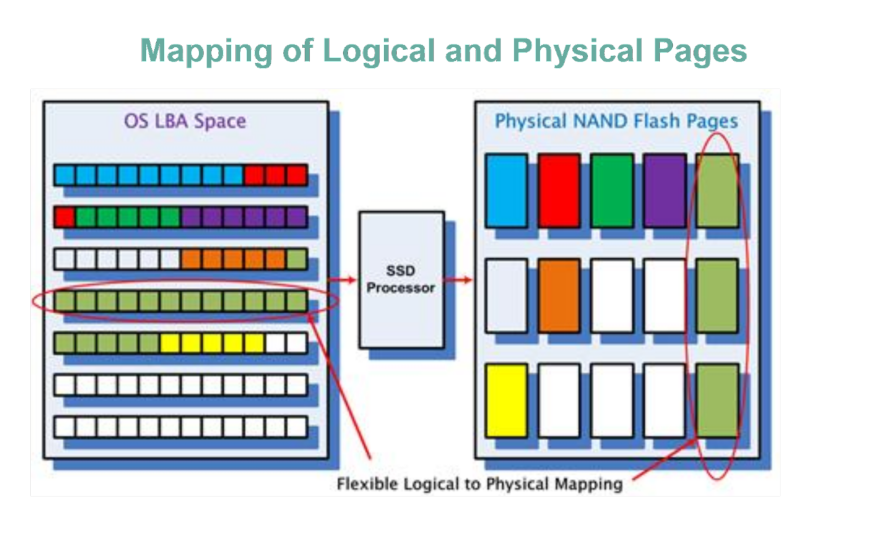 Mapping of Logical and Physical Pages
OS LBA Space
Physical NAND Flash Pages
SSD
Processor
Flexible Logical to Physical Mapping